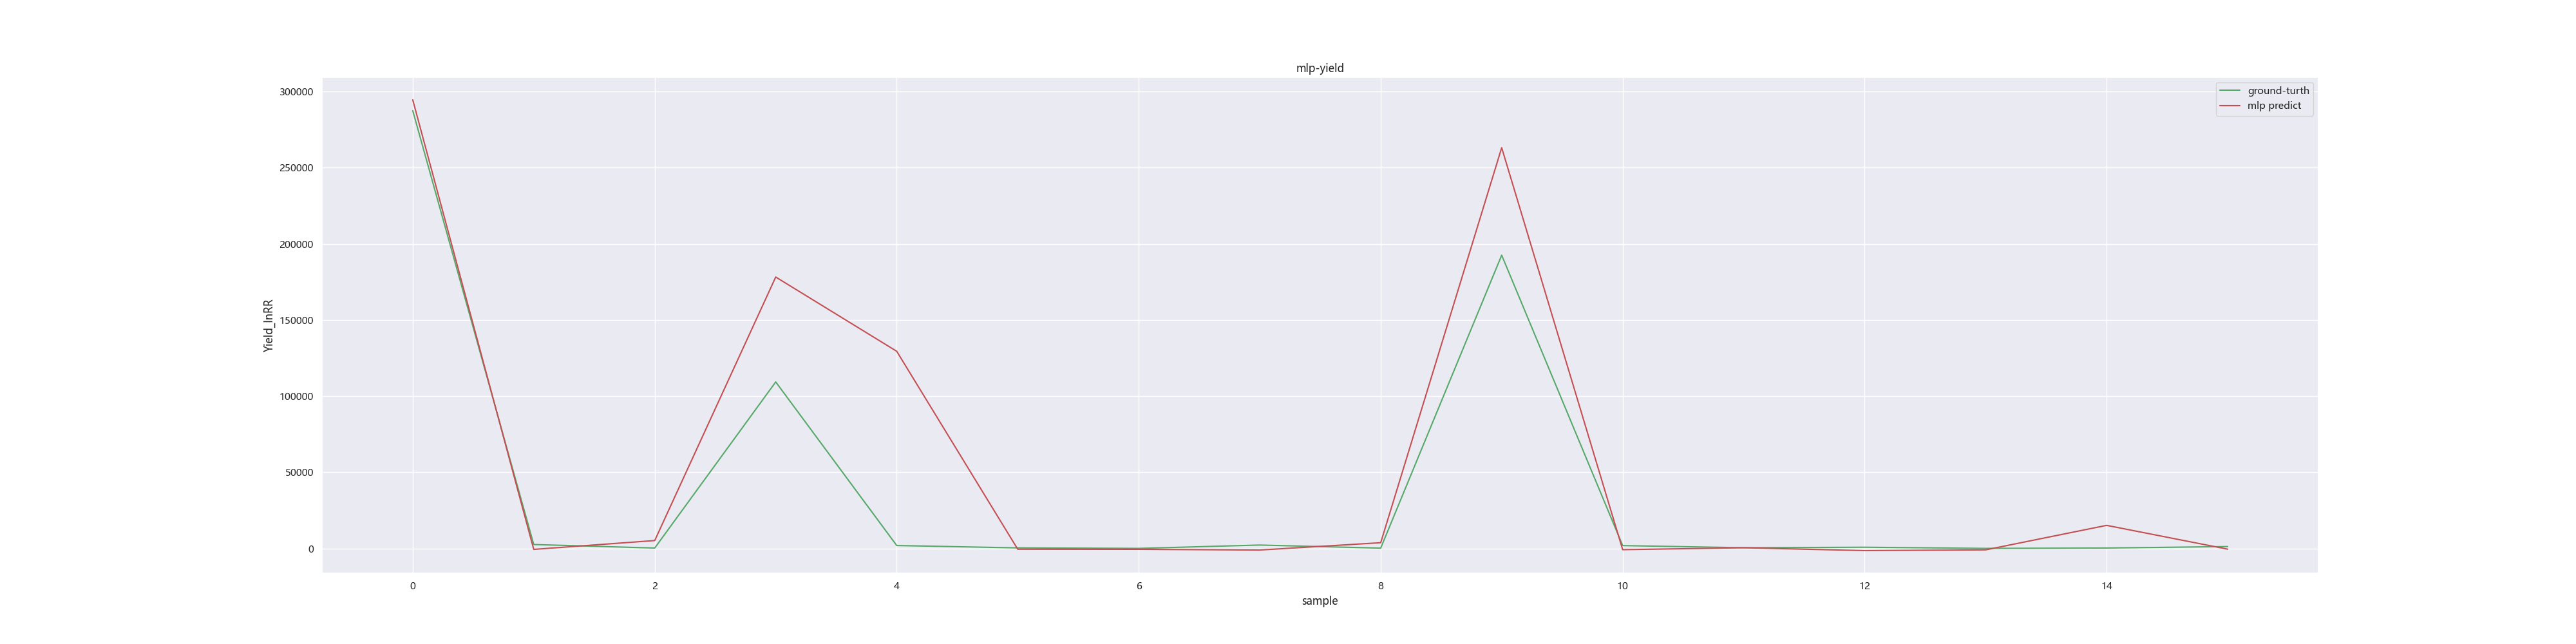 mlp-yield
ground-turth
mlp predict
300000
250000
200000
150000
100000
50000
0
Yield_lnRR
0 2 4 6 8 10 12 14
sample